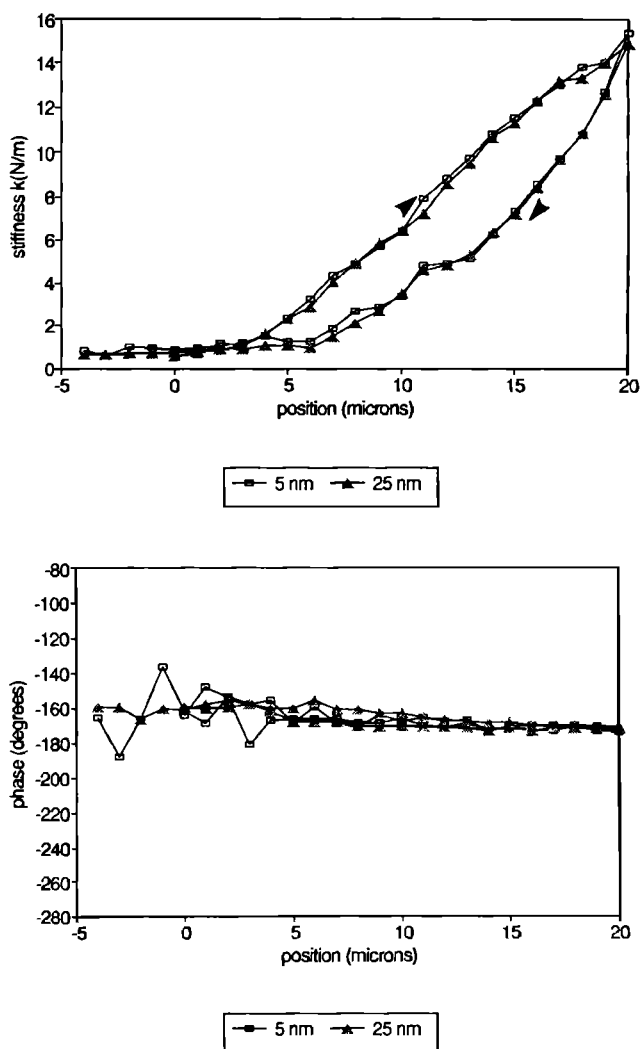 16
14
12
10
8
6
4
2
0
stiffness k(N/m)
-5 0 5 10 15 20
position (microns)
5 nm 25 nm
-80
-100
-120
-140
-160
-170
-200
-220
-240
-260
-280
phase (degrees)
-5 0 5 10 15 20
position (microns)
5 nm 25 nm